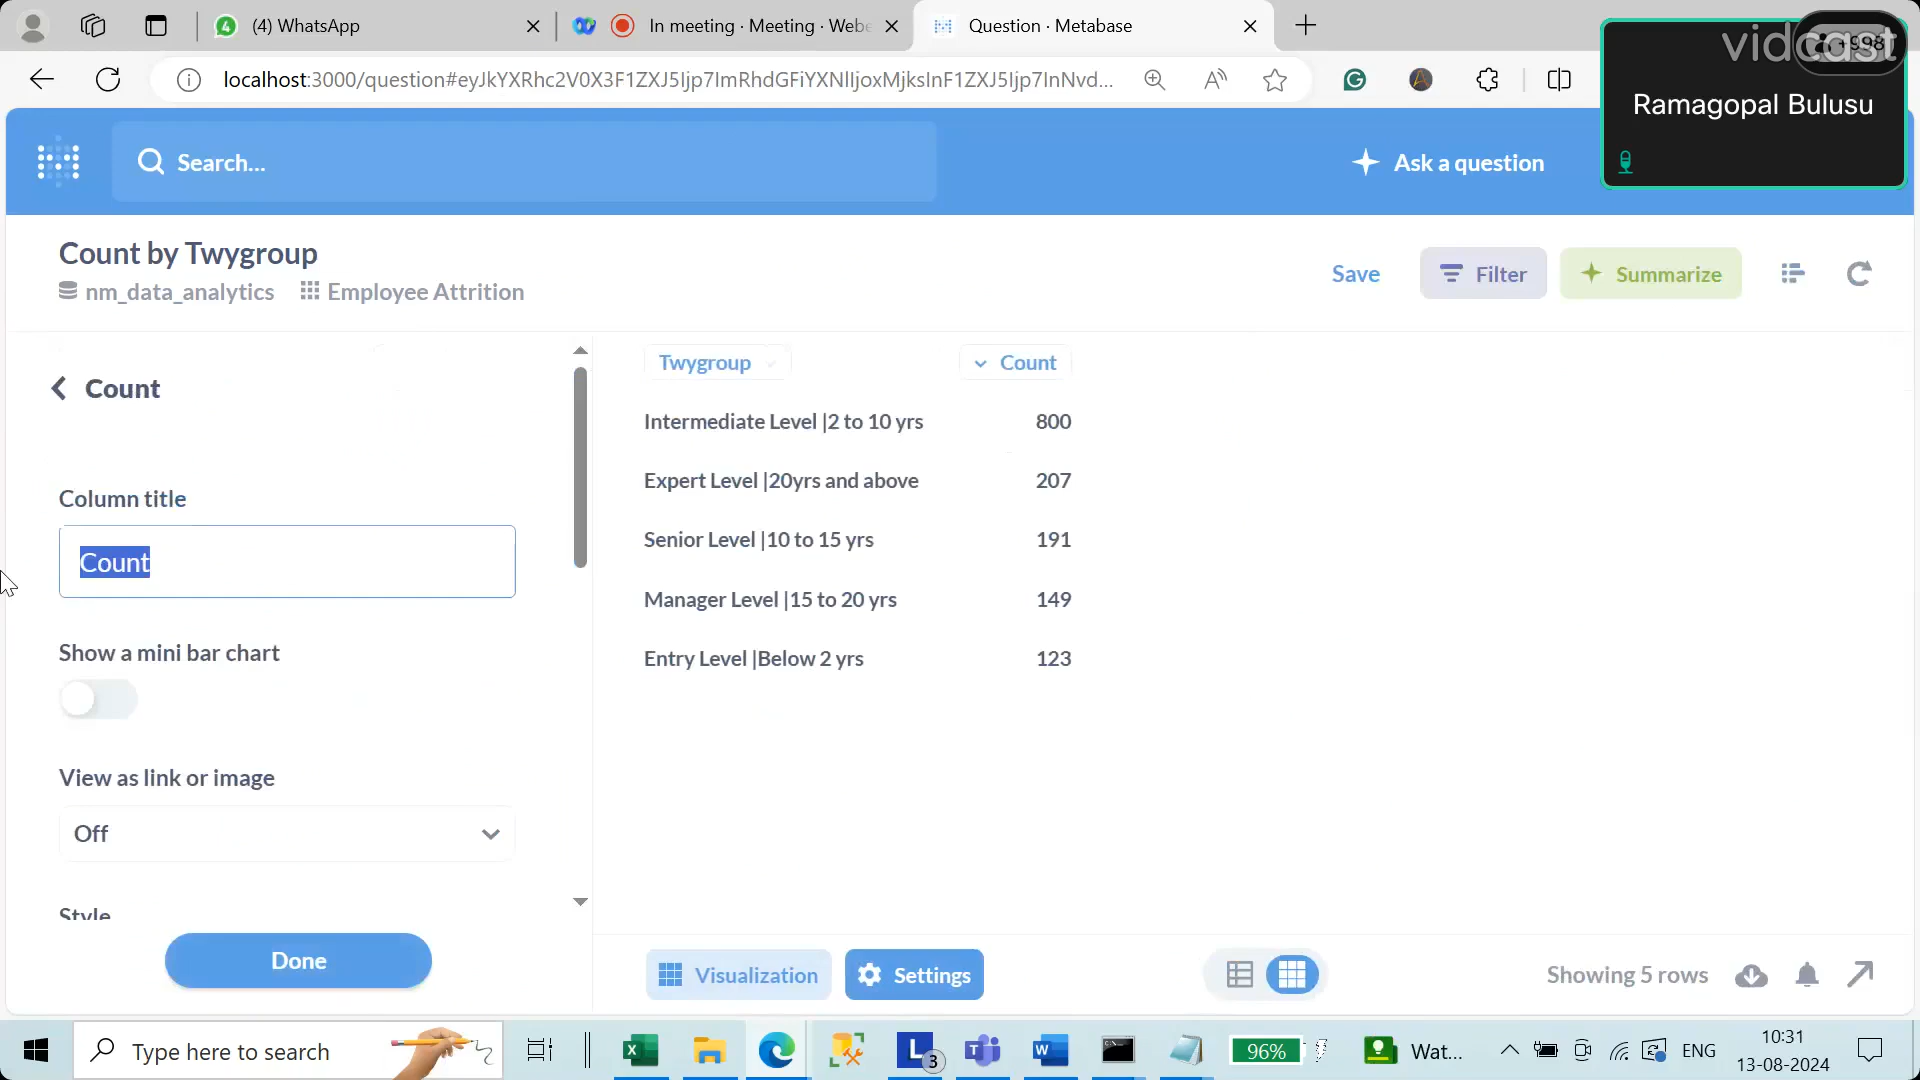 4 (4) WhatsApp
In meeting · Meeting · Webe
Question · Metabase
localhost:3000/question#eyJkYXRhc2V0X3F1ZXJ5Ijp7ImRhdGFiYXNlIjoxMjksInF1ZXJ5Ijp7InNvd...
vidcast
+998
Ramagopal Bulusu
Search...
Ask a question
Count by Twygroup
nm_data_analytics Employee Attrition
Save
Filter
Summarize
Count
Twygroup Count
Intermediate Level |2 to 10 yrs 800
Expert Level |20yrs and above 207
Senior Level |10 to 15 yrs 191
Manager Level |15 to 20 yrs 149
Entry Level |Below 2 yrs 123
Column title
Count
Show a mini bar chart
View as link or image
Off
Style
Done
Visualization
Settings
Showing 5 rows
Type here to search
3
96%
Wat...
ENG
10:31
13-08-2024